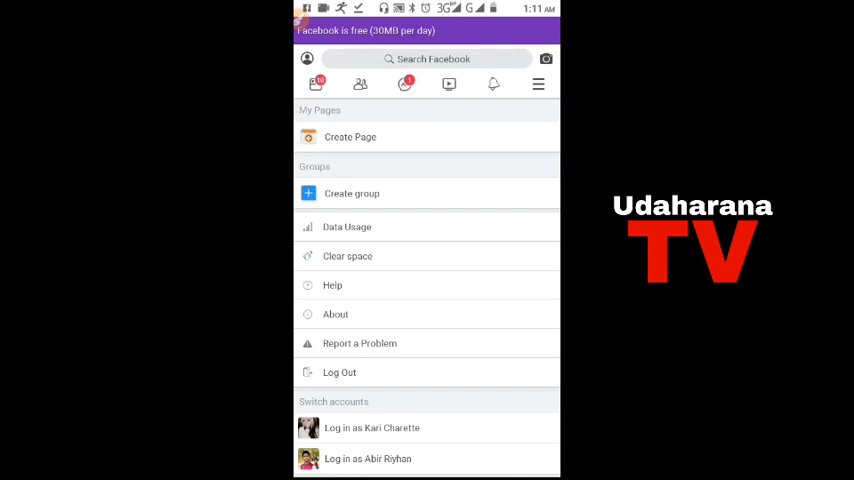 3G G 1:11 AM
Facebook is free (30MB per day)
Search Facebook
10 1
My Pages
Create Page
Groups
Create group
Data Usage
Clear space
Help
About
Report a Problem
Log Out
Switch accounts
Log in as Kari Charette
Log in as Abir Riyhan
Udaharana
TV